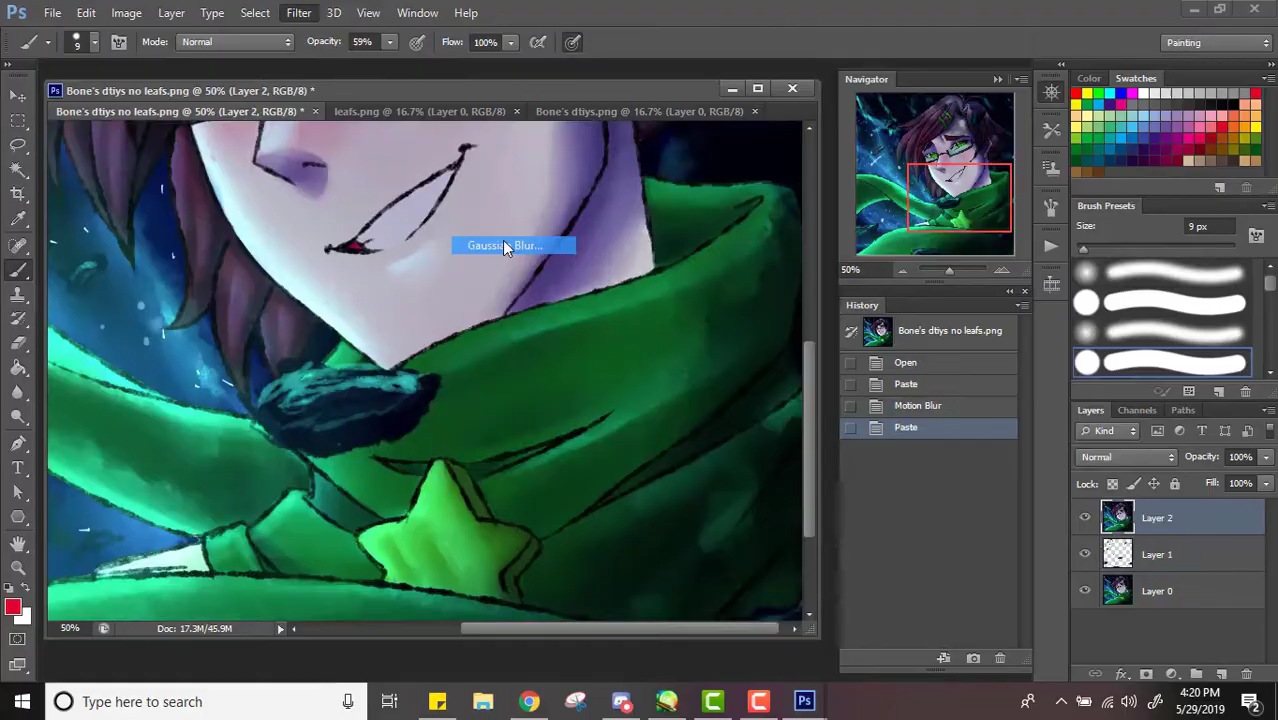 Ps File Edit Image Layer Type Select Filter 3D View Window Help
9 Mode: Normal Opacity: 59% Flow: 100% Painting
Bone's dtiys no leafs.png @ 50% (Layer 2, RGB/8) *
Bone's dtiys no leafs.png @ 50% (Layer 2, RGB/8) * × leafs.png @ 16.7% (Layer 0, RGB/8) × Bone's dtiys.png @ 16.7% (Layer 0, RGB/8) ×
Gaussian Blur...
50% Doc: 17.3M/45.9M
Navigator
50%
History
Bone's dtiys no leafs.png
Open
Paste
Motion Blur
Paste
Color Swatches
Brush Presets
Size: 9 px
Layers Channels Paths
Kind
Normal Opacity: 100%
Lock: Fill: 100%
Layer 2
Layer 1
Layer 0
fx
Type here to search
Ps
4:20 PM
5/29/2019
2